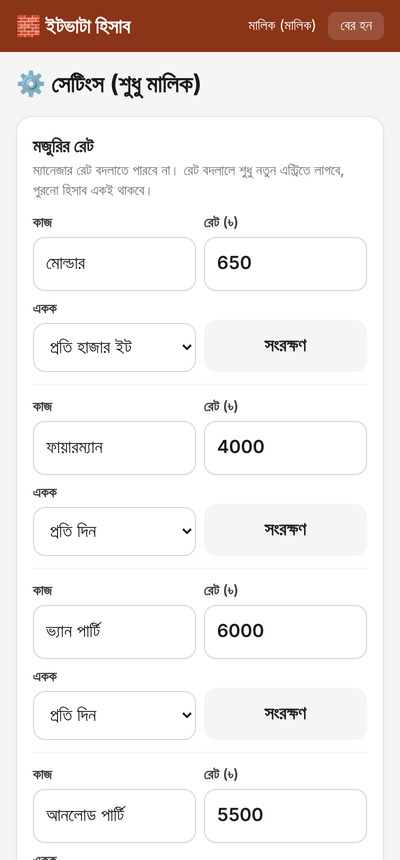 🧱 ইটভাটা হিসাব
মালিক (মালিক)
বের হন
⚙️ সেটিংস (শুধু মালিক)
মজুরির রেট
ম্যানেজার রেট বদলাতে পারবে না। রেট বদলালে শুধু নতুন এন্ট্রিতে লাগবে,
পুরনো হিসাব একই থাকবে।
কাজ
রেট (৳)
মোল্ডার
650
একক
প্রতি হাজার ইট
সংরক্ষণ
কাজ
রেট (৳)
ফায়ারম্যান
4000
একক
প্রতি দিন
সংরক্ষণ
কাজ
রেট (৳)
ভ্যান পার্টি
6000
একক
প্রতি দিন
সংরক্ষণ
কাজ
রেট (৳)
আনলোড পার্টি
5500
একক